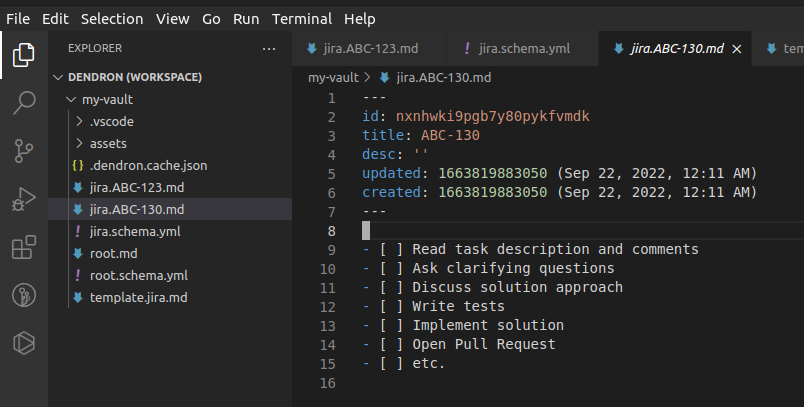 File Edit Selection View Go Run Terminal Help
EXPLORER
DENDRON (WORKSPACE)
my-vault
.vscode
assets
{} .dendron.cache.json
jira.ABC-123.md
jira.ABC-130.md
! jira.schema.yml
root.md
! root.schema.yml
template.jira.md
jira.ABC-123.md ! jira.schema.yml jira.ABC-130.md tem
my-vault > jira.ABC-130.md
1 ---
2 id: nxnhwki9pgb7y80pykfvmdk
3 title: ABC-130
4 desc: ''
5 updated: 1663819883050 (Sep 22, 2022, 12:11 AM)
6 created: 1663819883050 (Sep 22, 2022, 12:11 AM)
7 ---
8
9 - [ ] Read task description and comments
10 - [ ] Ask clarifying questions
11 - [ ] Discuss solution approach
12 - [ ] Write tests
13 - [ ] Implement solution
14 - [ ] Open Pull Request
15 - [ ] etc.
16